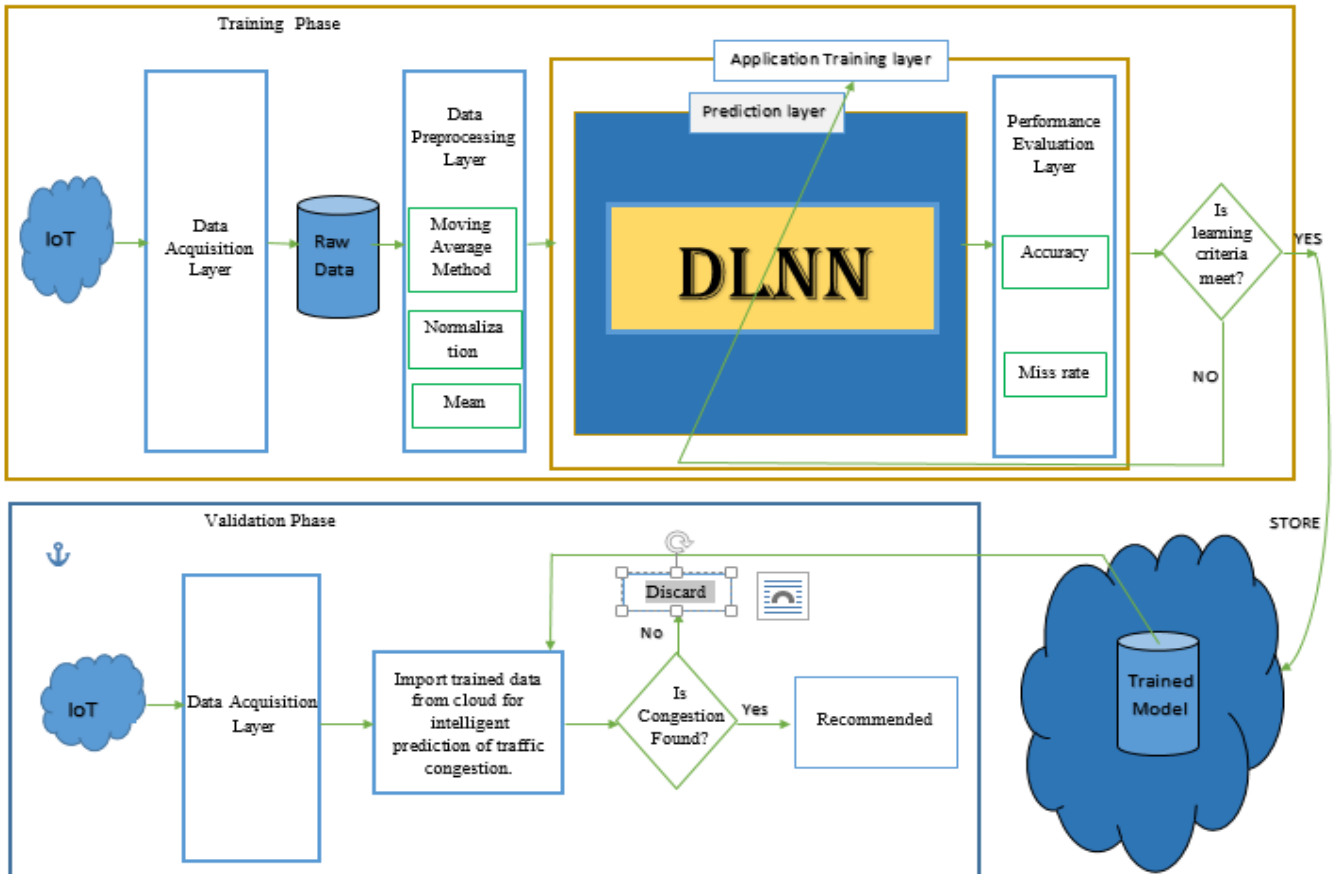 Training Phase
Application Training layer
Prediction layer
IoT
Data
Acquisition
Layer
Raw
Data
Data
Preprocessing
Layer
Moving
Average
Method
Normaliza
tion
Mean
DLNN
Performance
Evaluation
Layer
Accuracy
Miss rate
Is
learning
criteria
meet?
YES
NO
STORE
Validation Phase
IoT
Data Acquisition
Layer
Import trained data
from cloud for
intelligent
prediction of traffic
congestion.
Discard
No
Is
Congestion
Found?
Yes
Recommended
Trained
Model